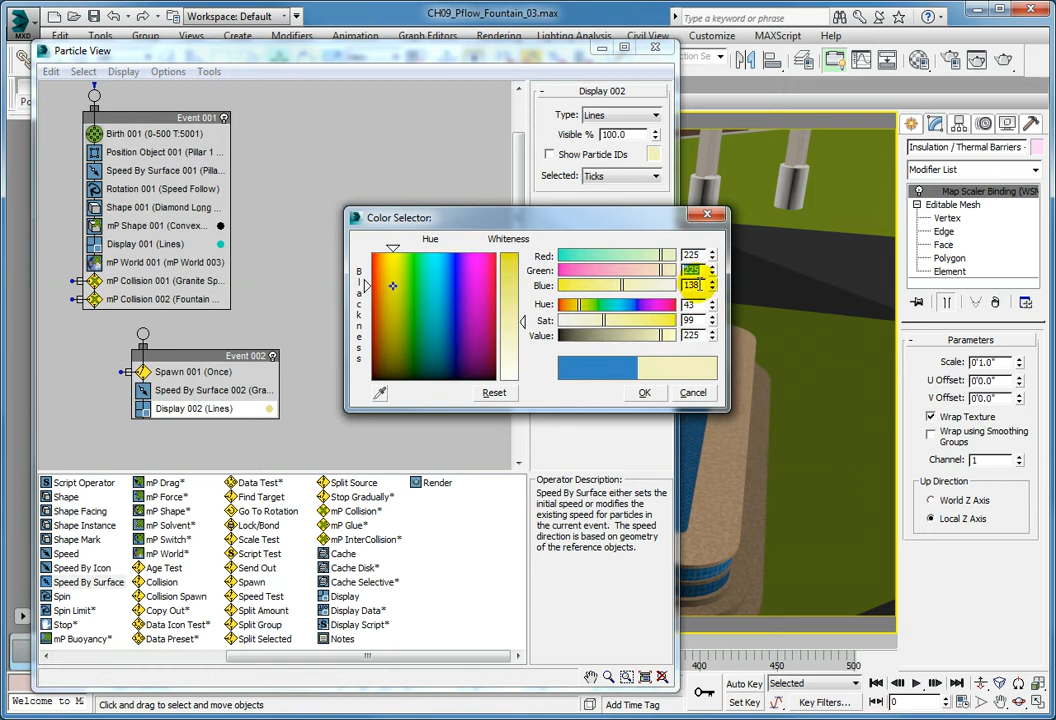 Workspace: Default
CH09_Pflow_Fountain_03.max
Type a keyword or phrase
MXD
Edit Tools Group Views Create Modifiers Animation Graph Editors Rendering Lighting Analysis Civil View Customize MAXScript Help
Particle View
Edit Select Display Options Tools
Event 001
Birth 001 (0-500 T:5001)
Position Object 001 (Pillar 1 ...
Speed By Surface 001 (Pilla...
Rotation 001 (Speed Follow)
Shape 001 (Diamond Long ...
mP Shape 001 (Convex...
Display 001 (Lines)
mP World 001 (mP World 003)
mP Collision 001 (Granite Sp...
mP Collision 002 (Fountain ...
Event 002
Spawn 001 (Once)
Speed By Surface 002 (Gra...
Display 002 (Lines)
Display 002
Type: Lines
Visible % 100.0
Show Particle IDs
Selected: Ticks
Color Selector:
Hue Whiteness
Blackness
Red: 225
Green: 225
Blue: 138
Hue: 43
Sat: 99
Value: 225
Reset OK Cancel
Script Operator
Shape
Shape Facing
Shape Instance
Shape Mark
Speed
Speed By Icon
Speed By Surface
Spin
Spin Limit*
Stop*
mP Buoyancy*
mP Drag*
mP Force*
mP Shape*
mP Solvent*
mP Switch*
mP World*
Age Test
Collision
Collision Spawn
Copy Out*
Data Icon Test*
Data Preset*
Data Test*
Find Target
Go To Rotation
Lock/Bond
Scale Test
Script Test
Send Out
Spawn
Speed Test
Split Amount
Split Group
Split Selected
Split Source
Stop Gradually*
mP Collision*
mP Glue*
mP InterCollision*
Cache
Cache Disk*
Cache Selective*
Display
Display Data*
Display Script*
Notes
Render
Operator Description:
Speed By Surface either sets the
initial speed or modifies the
existing speed for particles in
the current event. The speed
direction is based on geometry
of the reference objects.
Insulation / Thermal Barriers -
Modifier List
Map Scaler Binding (WSM
Editable Mesh
Vertex
Edge
Face
Polygon
Element
Parameters
Scale: 0'1.0"
U Offset: 0'0.0"
V Offset: 0'0.0"
Wrap Texture
Wrap using Smoothing
Groups
Channel: 1
Up Direction
World Z Axis
Local Z Axis
400 450 500
Auto Key Selected
Set Key Key Filters... 0
Welcome to M
Click and drag to select and move objects
Add Time Tag